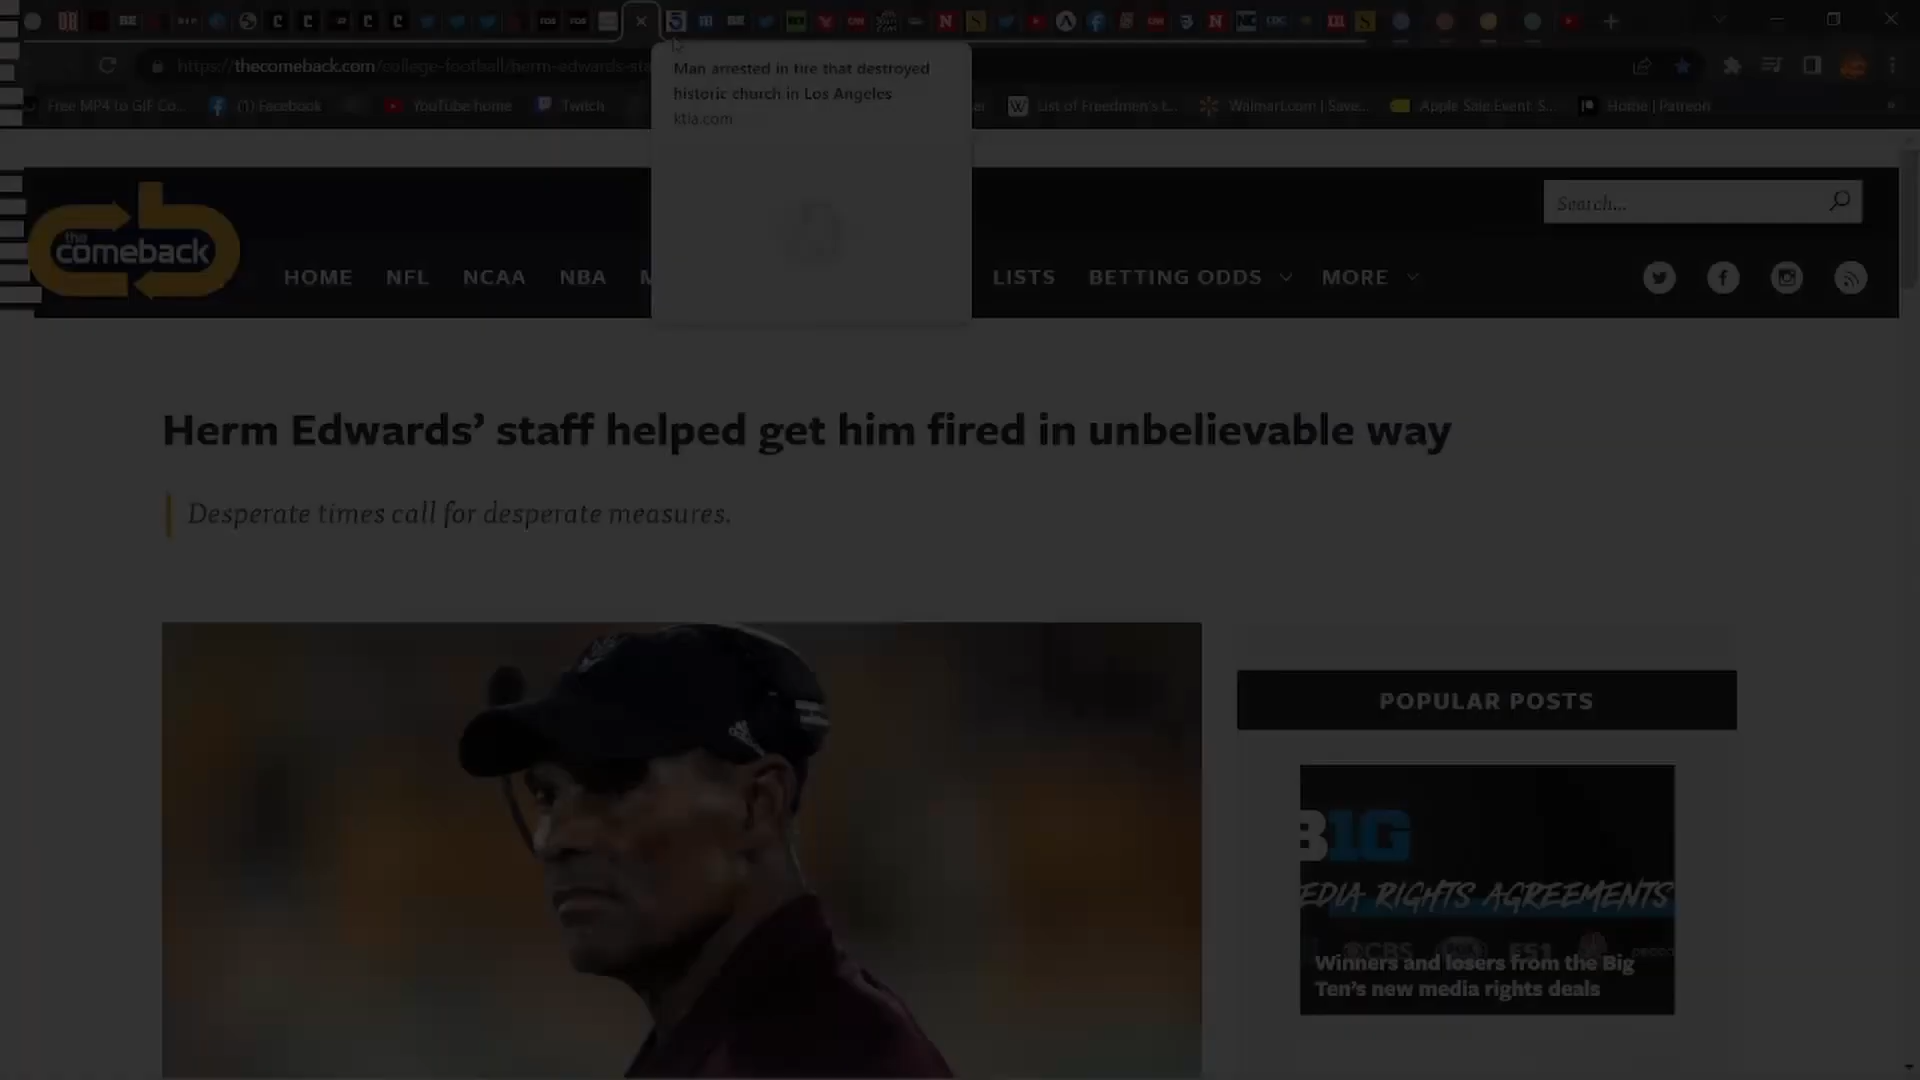 https://thecomeback.com/college-football/herm-edwards-sta
Man arrested in fire that destroyed
historic church in Los Angeles
ktla.com
Free MP4 to GIF Co...
(1) Facebook
YouTube home
Twitch
List of Freedmen's t...
Walmart.com | Save...
Apple Sale Event: S...
Home | Patreon
the
comeback
Search...
HOME
NFL
NCAA
NBA
LISTS
BETTING ODDS
MORE
Herm Edwards' staff helped get him fired in unbelievable way
Desperate times call for desperate measures.
POPULAR POSTS
B1G
EDIA RIGHTS AGREEMENTS
CBS
FS1
Winners and losers from the Big
Ten's new media rights deals